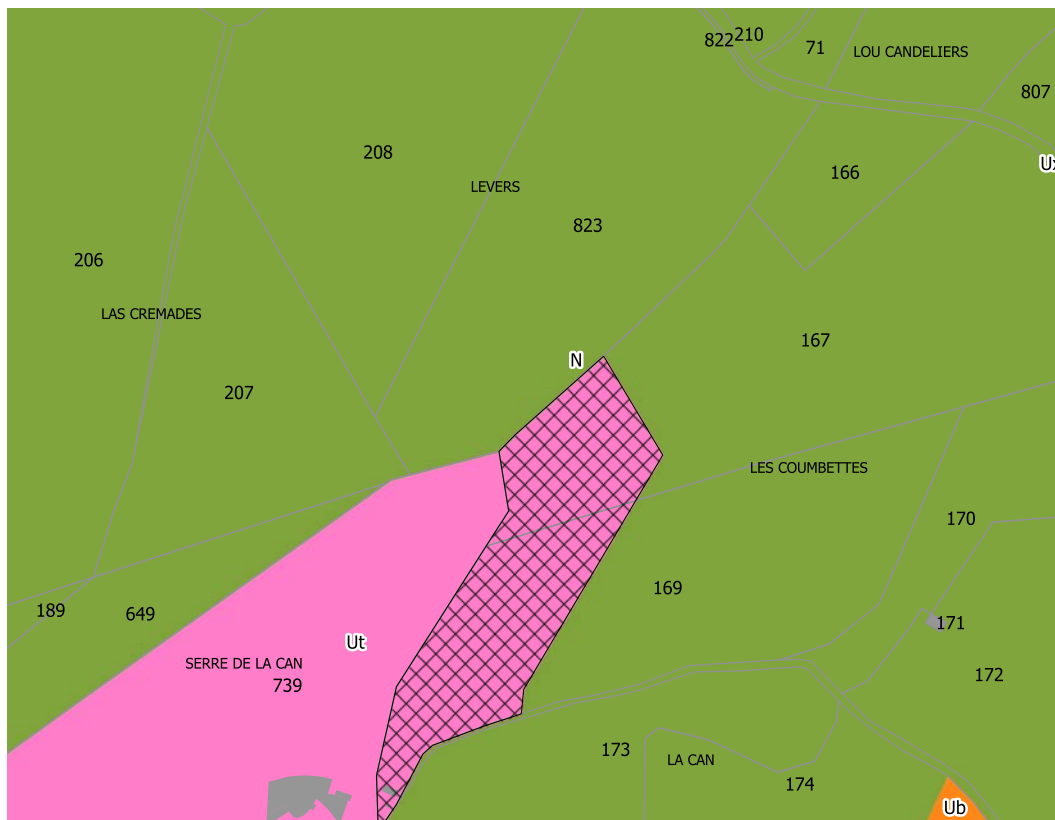 822
210
71
LOU CANDELIERS
807
208
166
LEVERS
823
206
LAS CREMADES
167
N
207
LES COUMBETTES
170
169
189
649
171
Ut
SERRE DE LA CAN
739
172
173
LA CAN
174
Ub